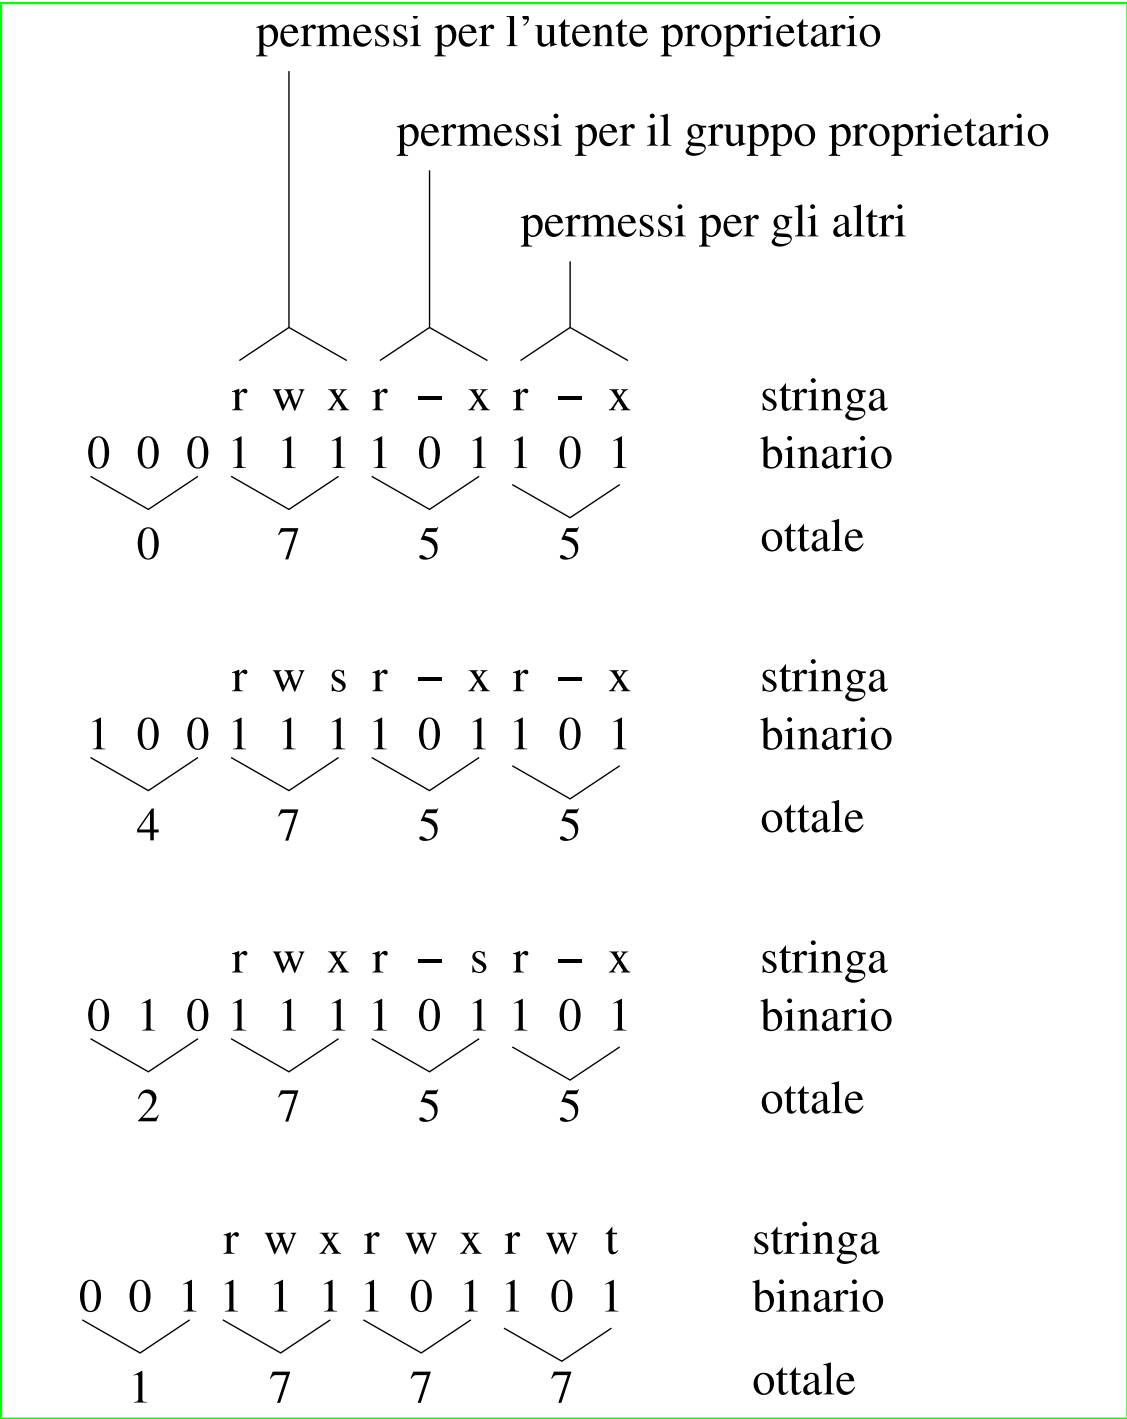 permessi per l'utente proprietario
permessi per il gruppo proprietario
permessi per gli altri
r w x r – x r – x stringa
0 0 0 1 1 1 1 0 1 1 0 1 binario
0 7 5 5 ottale
r w s r – x r – x stringa
1 0 0 1 1 1 1 0 1 1 0 1 binario
4 7 5 5 ottale
r w x r – s r – x stringa
0 1 0 1 1 1 1 0 1 1 0 1 binario
2 7 5 5 ottale
r w x r w x r w t stringa
0 0 1 1 1 1 1 0 1 1 0 1 binario
1 7 7 7 ottale